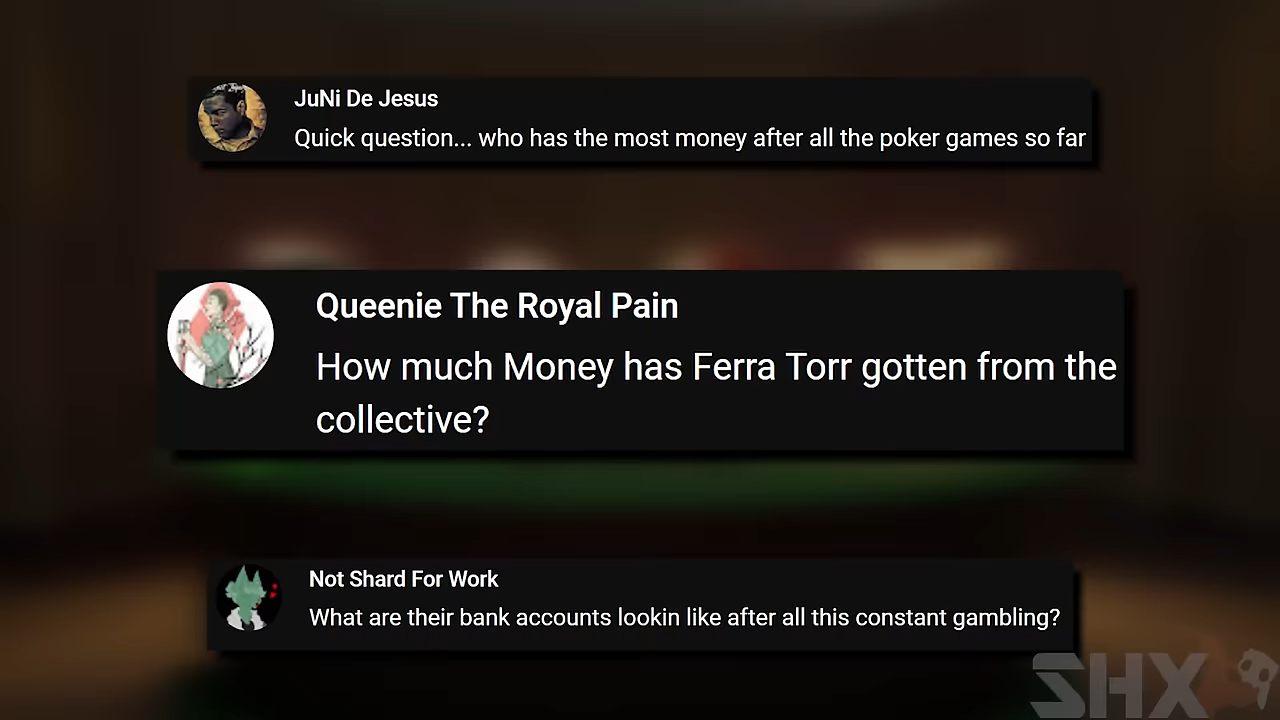 JuNi De Jesus
Quick question... who has the most money after all the poker games so far
Queenie The Royal Pain
How much Money has Ferra Torr gotten from the
collective?
Not Shard For Work
What are their bank accounts lookin like after all this constant gambling?
SHX